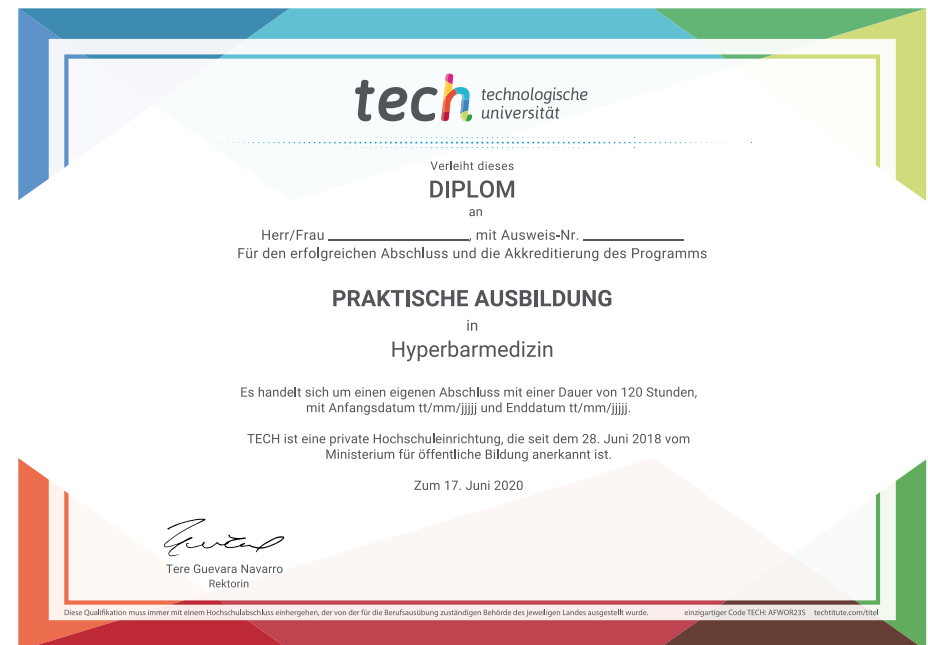 tech technologische
universität
Verleiht dieses
DIPLOM
an
Herr/Frau ____________________, mit Ausweis-Nr. ______________
Für den erfolgreichen Abschluss und die Akkreditierung des Programms
PRAKTISCHE AUSBILDUNG
in
Hyperbarmedizin
Es handelt sich um einen eigenen Abschluss mit einer Dauer von 120 Stunden,
mit Anfangsdatum tt/mm/jjjjj und Enddatum tt/mm/jjjjj.
TECH ist eine private Hochschuleinrichtung, die seit dem 28. Juni 2018 vom
Ministerium für öffentliche Bildung anerkannt ist.
Zum 17. Juni 2020
Tere Guevara Navarro
Rektorin
Diese Qualifikation muss immer mit einem Hochschulabschluss einhergehen, der von der für die Berufsausübung zuständigen Behörde des jeweiligen Landes ausgestellt wurde. einzigartiger Code TECH: AFWOR23S techtitute.com/titel